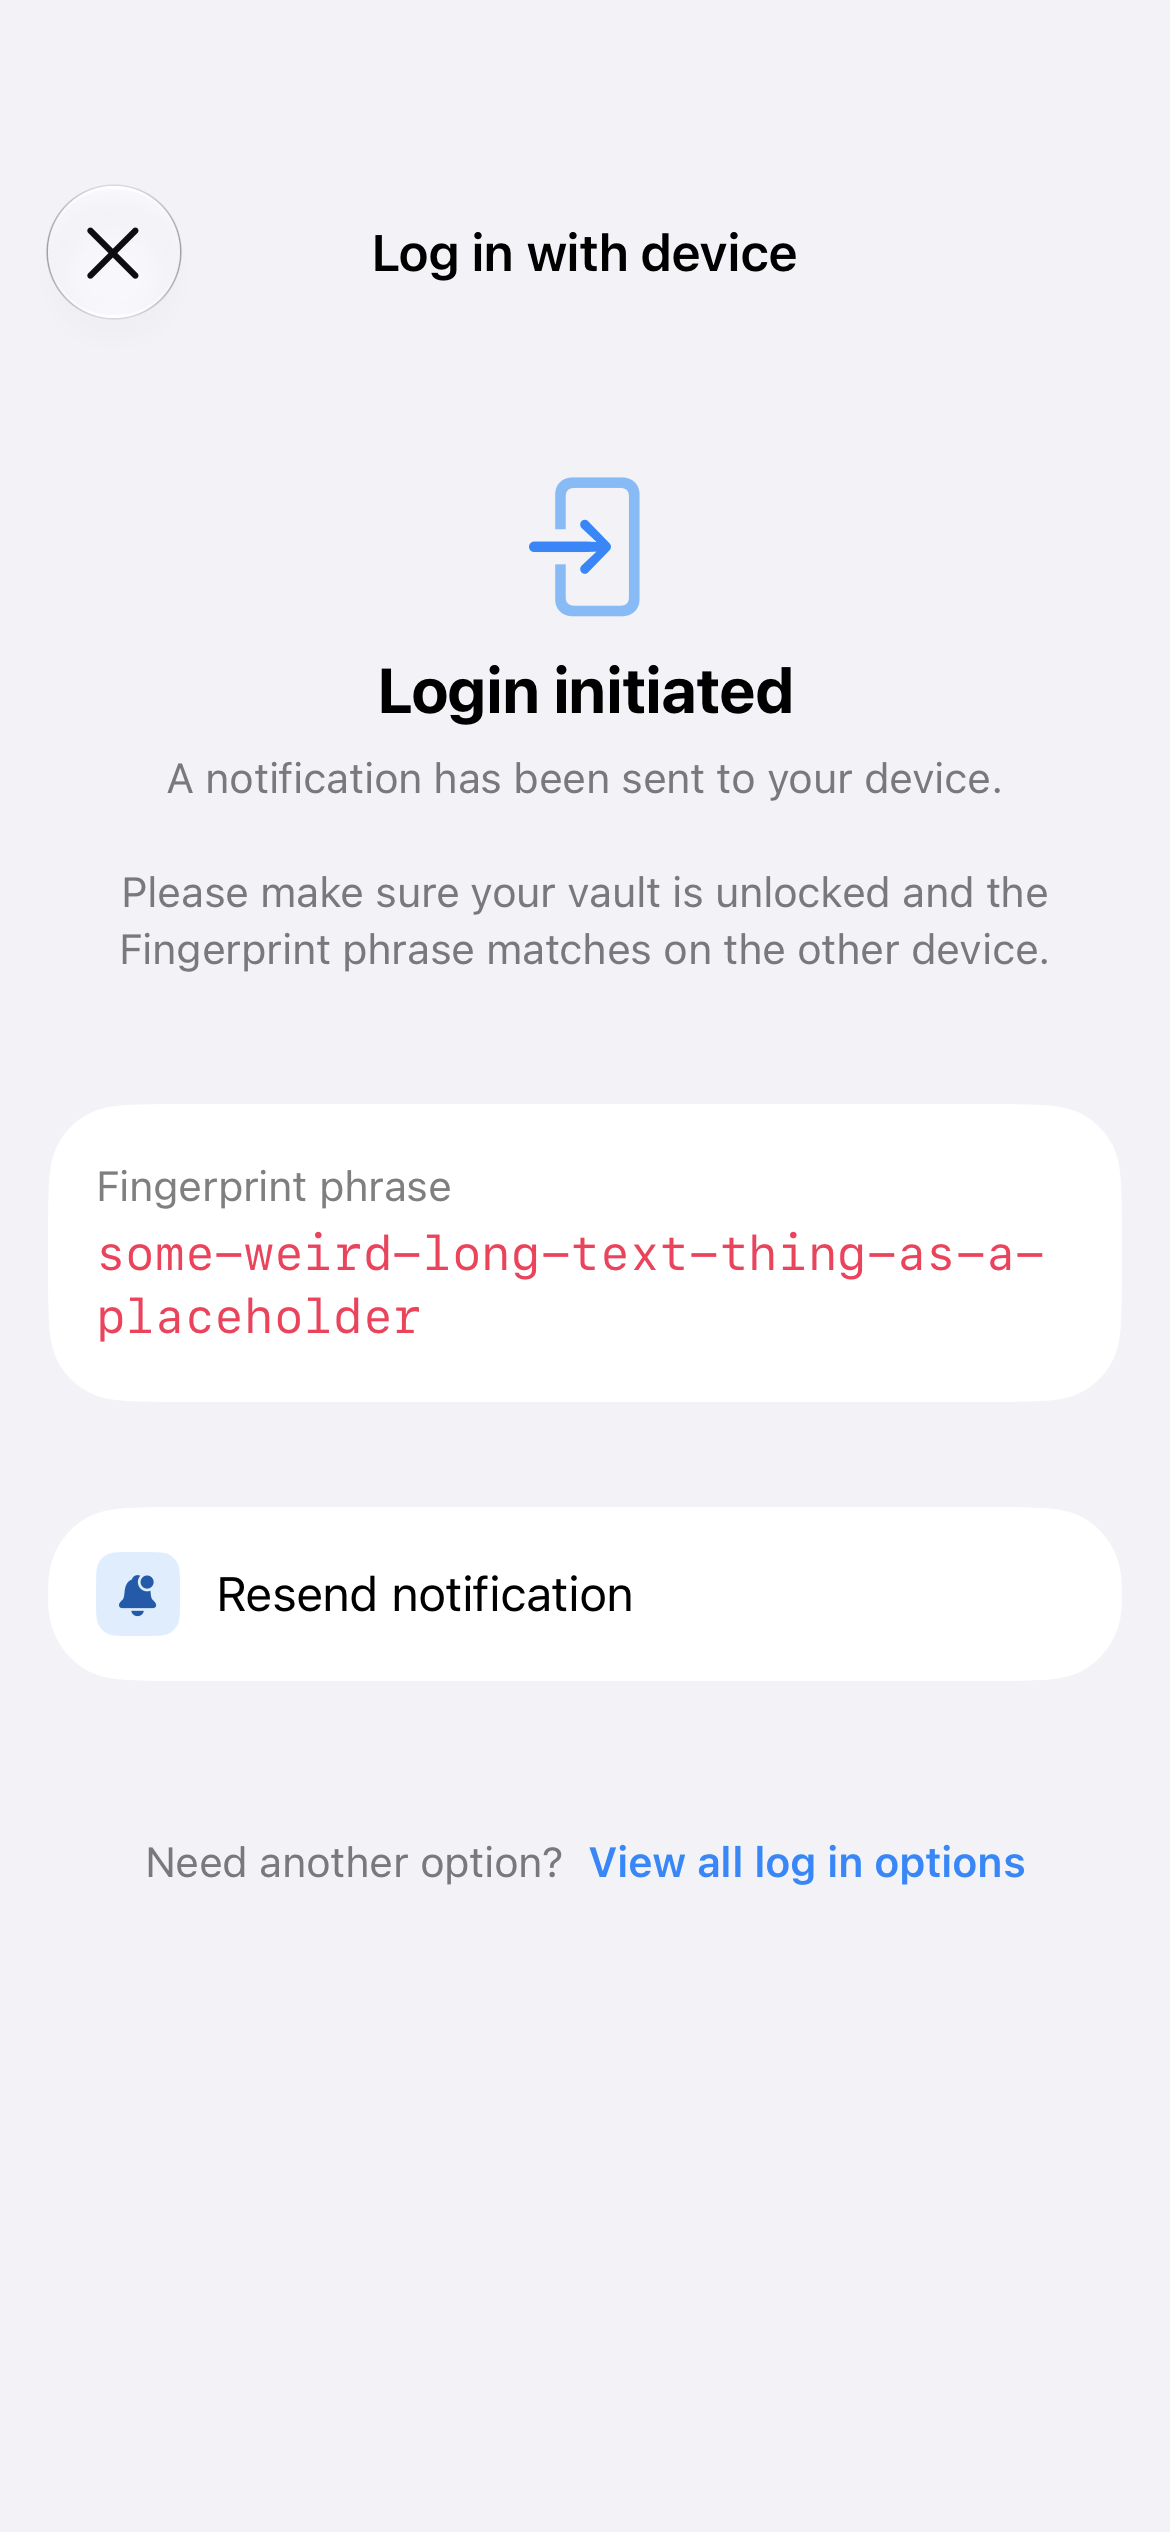 Log in with device
Login initiated
A notification has been sent to your device.
Please make sure your vault is unlocked and the
Fingerprint phrase matches on the other device.
Fingerprint phrase
some-weird-long-text-thing-as-a-
placeholder
Resend notification
Need another option? View all log in options